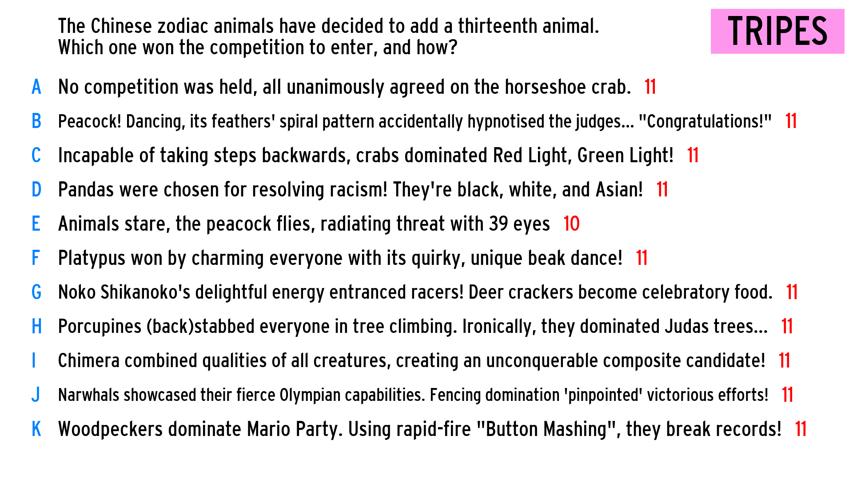 The Chinese zodiac animals have decided to add a thirteenth animal.
Which one won the competition to enter, and how?
TRIPES
A No competition was held, all unanimously agreed on the horseshoe crab. 11
B Peacock! Dancing, its feathers' spiral pattern accidentally hypnotised the judges... "Congratulations!" 11
C Incapable of taking steps backwards, crabs dominated Red Light, Green Light! 11
D Pandas were chosen for resolving racism! They're black, white, and Asian! 11
E Animals stare, the peacock flies, radiating threat with 39 eyes 10
F Platypus won by charming everyone with its quirky, unique beak dance! 11
G Noko Shikanoko's delightful energy entranced racers! Deer crackers become celebratory food. 11
H Porcupines (back)stabbed everyone in tree climbing. Ironically, they dominated Judas trees... 11
I Chimera combined qualities of all creatures, creating an unconquerable composite candidate! 11
J Narwhals showcased their fierce Olympian capabilities. Fencing domination 'pinpointed' victorious efforts! 11
K Woodpeckers dominate Mario Party. Using rapid-fire "Button Mashing", they break records! 11